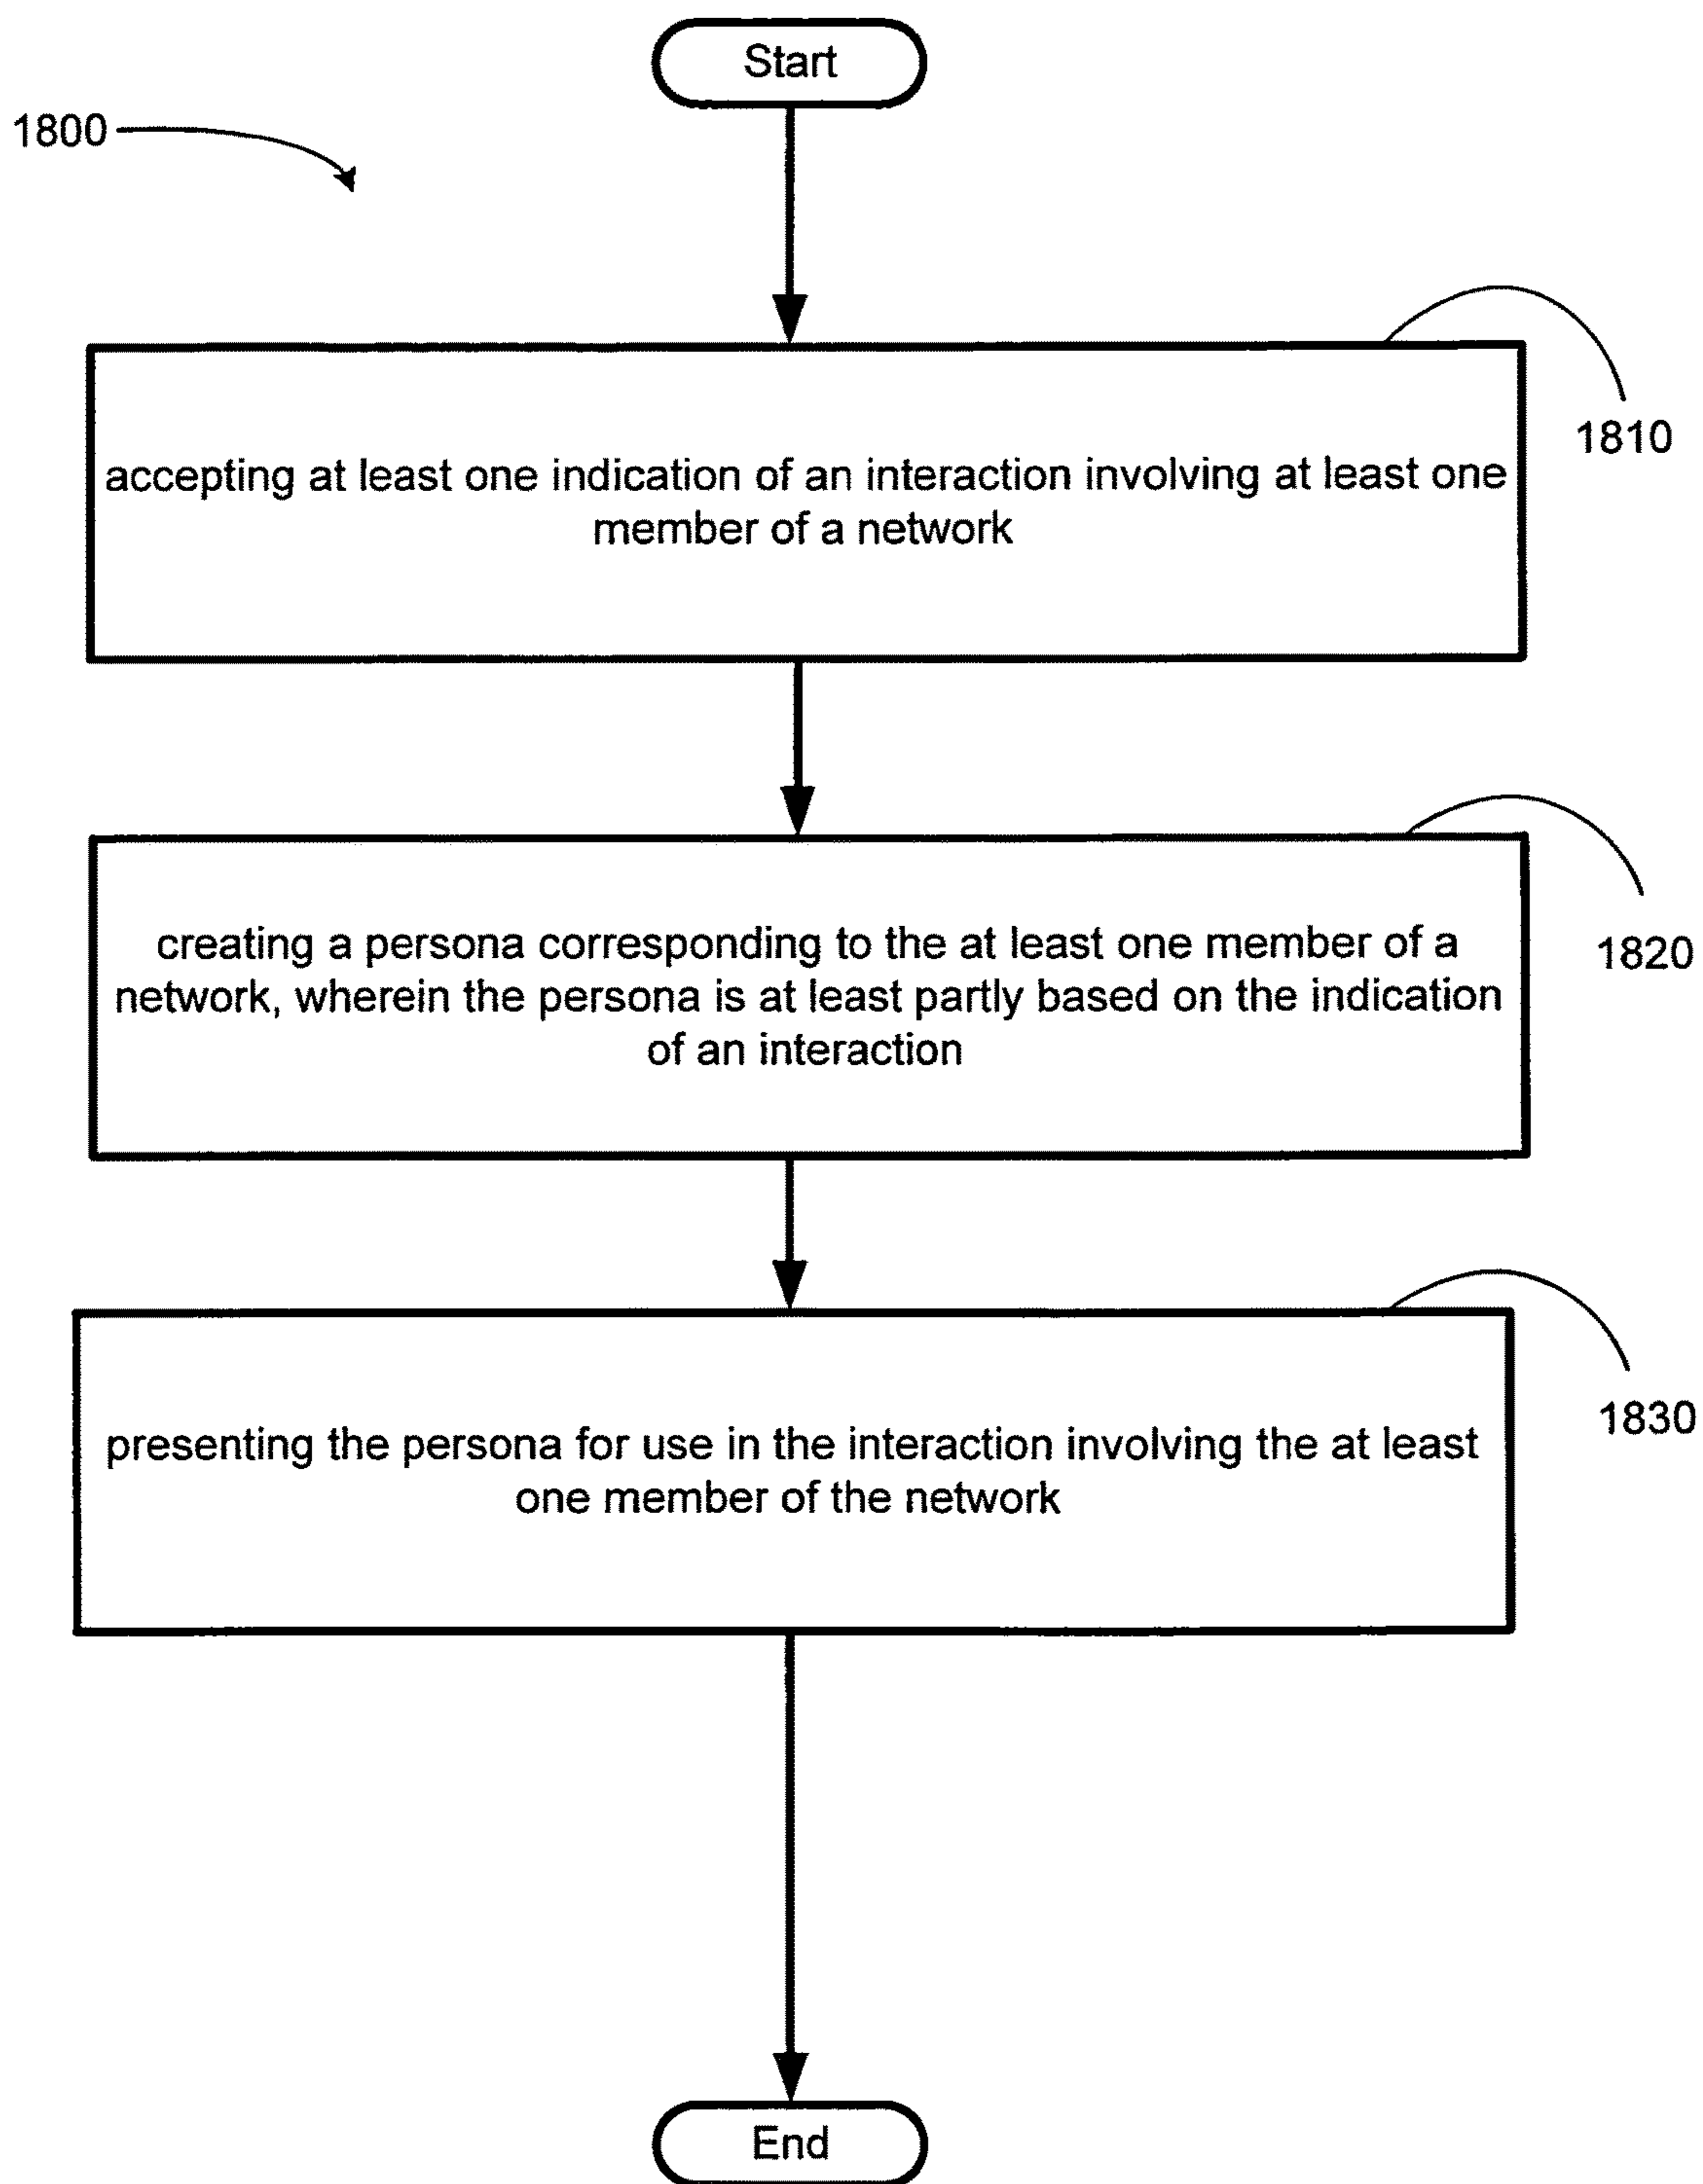 Start
1800
1810
accepting at least one indication of an interaction involving at least one
member of a network
1820
creating a persona corresponding to the at least one member of a
network, wherein the persona is at least partly based on the indication
of an interaction
1830
presenting the persona for use in the interaction involving the at least
one member of the network
End